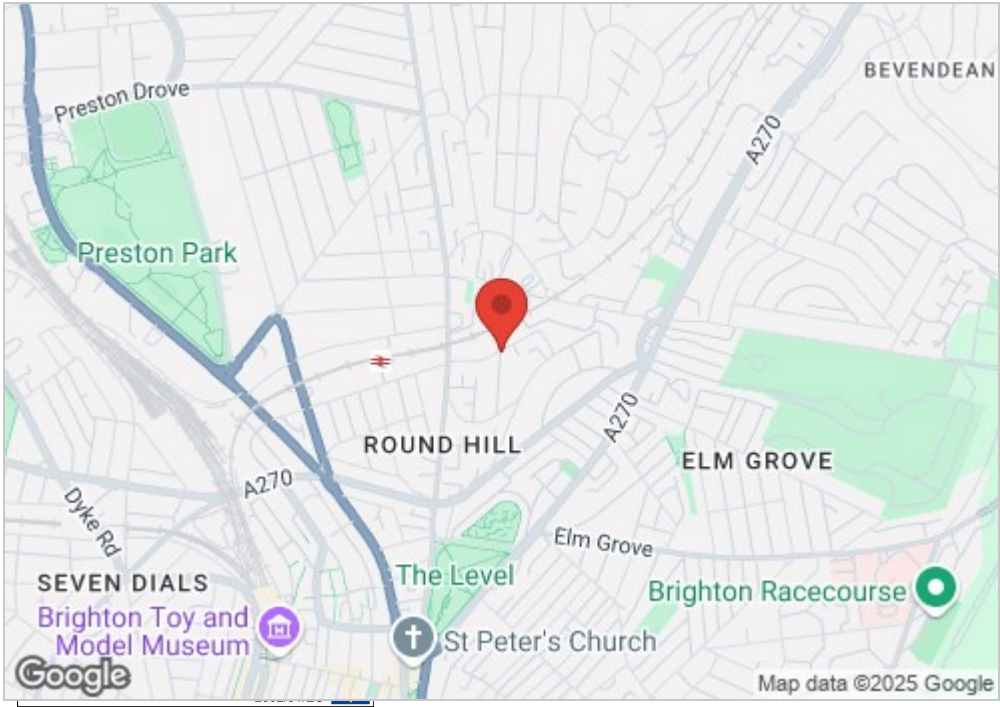 BEVENDEAN
Preston Drove
A270
Preston Park
ROUND HILL
A270
ELM GROVE
A270
Dyke Rd
Elm Grove
SEVEN DIALS
The Level
Brighton Racecourse
Brighton Toy and
Model Museum
St Peter's Church
Google
Map data ©2025 Google